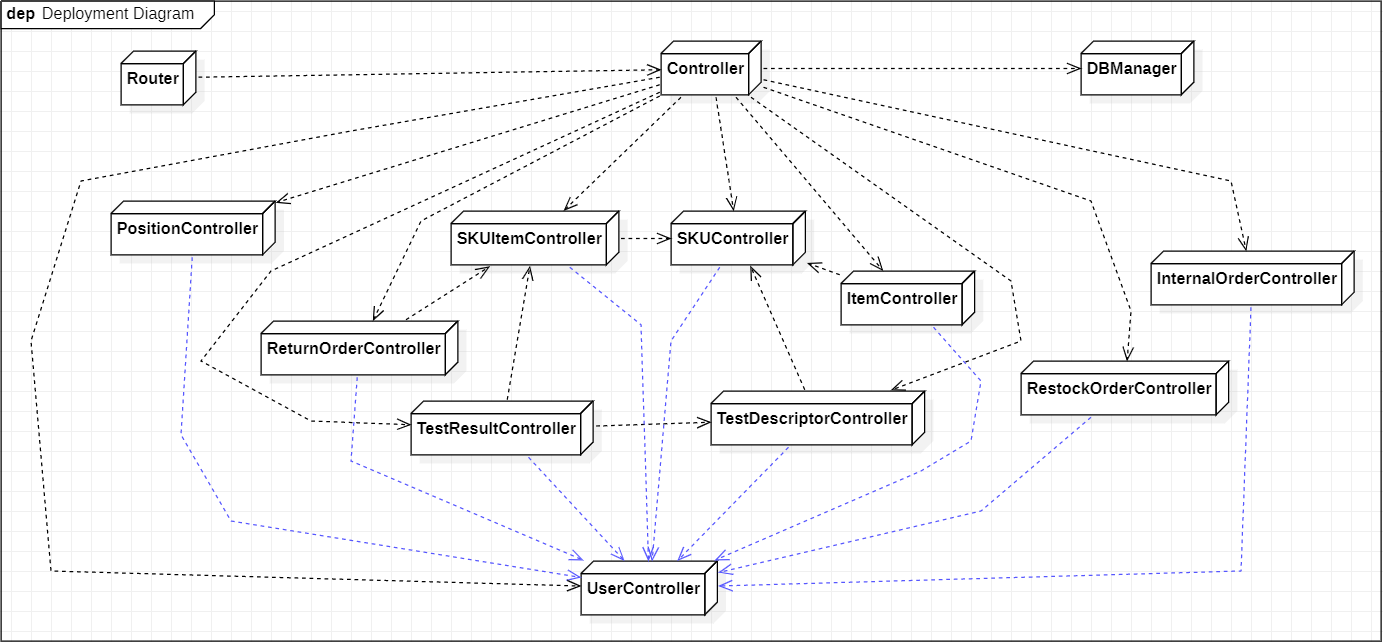 dep Deployment Diagram
Router
Controller
DBManager
PositionController
SKUItemController
SKUController
ItemController
InternalOrderController
ReturnOrderController
RestockOrderController
TestResultController
TestDescriptorController
UserController